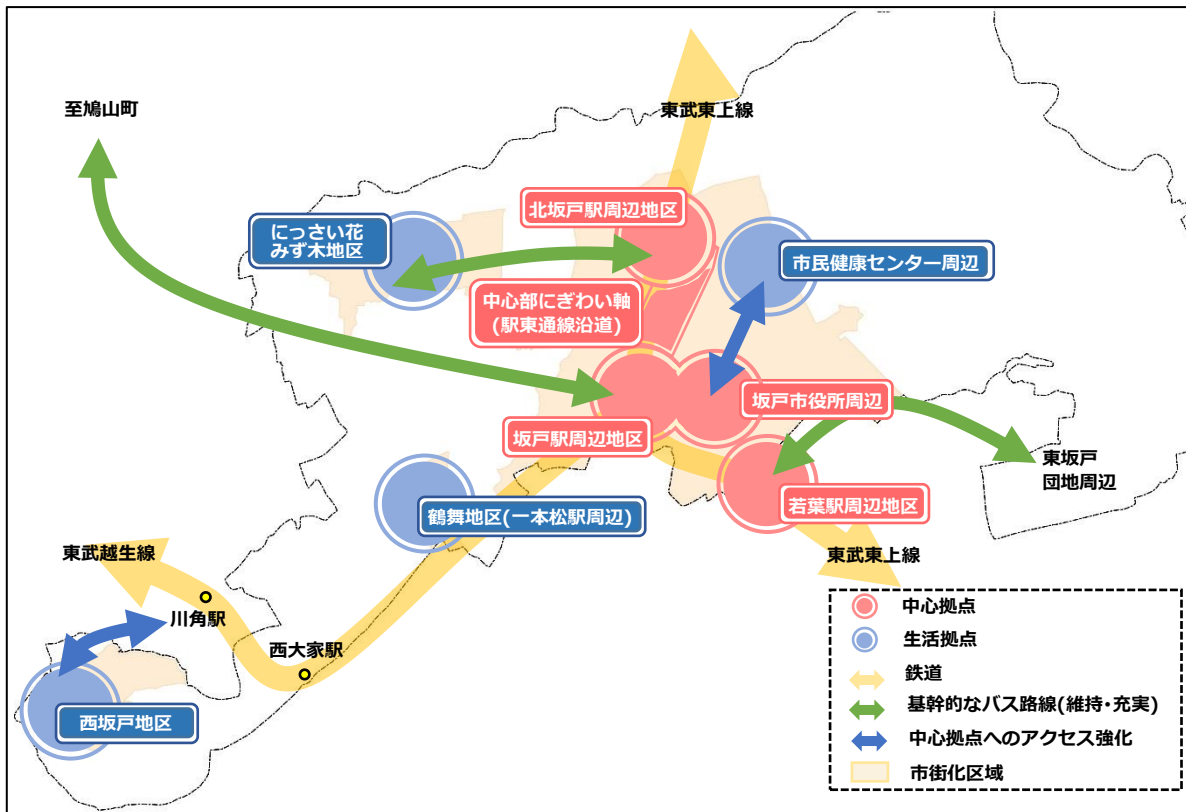 至鳩山町
東武東上線
北坂戸駅周辺地区
にっさい花
みず木地区
市民健康センター周辺
中心部にぎわい軸
(駅東通線沿道)
坂戸市役所周辺
坂戸駅周辺地区
東坂戸
団地周辺
若葉駅周辺地区
鶴舞地区(一本松駅周辺)
東武越生線
東武東上線
川角駅
西大家駅
西坂戸地区
中心拠点
生活拠点
鉄道
基幹的なバス路線(維持・充実)
中心拠点へのアクセス強化
市街化区域